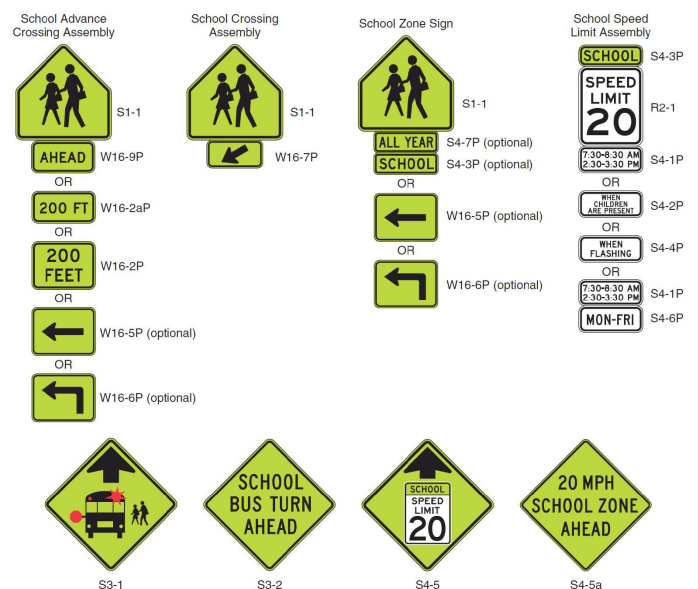 School Advance
Crossing Assembly
S1-1
AHEAD
W16-9P
OR
200 FT
W16-2aP
OR
200
FEET
W16-2P
OR
W16-5P (optional)
OR
W16-6P (optional)
School Crossing
Assembly
S1-1
W16-7P
School Zone Sign
S1-1
ALL YEAR
S4-7P (optional)
SCHOOL
S4-3P (optional)
OR
W16-5P (optional)
OR
W16-6P (optional)
School Speed
Limit Assembly
SCHOOL
S4-3P
SPEED
LIMIT
20
R2-1
7:30-8:30 AM
2:30-3:30 PM
S4-1P
OR
WHEN
CHILDREN
ARE PRESENT
S4-2P
OR
WHEN
FLASHING
S4-4P
OR
7:30-8:30 AM
2:30-3:30 PM
S4-1P
MON-FRI
S4-6P
S3-1
SCHOOL
BUS TURN
AHEAD
S3-2
SCHOOL
SPEED
LIMIT
20
S4-5
20 MPH
SCHOOL ZONE
AHEAD
S4-5a